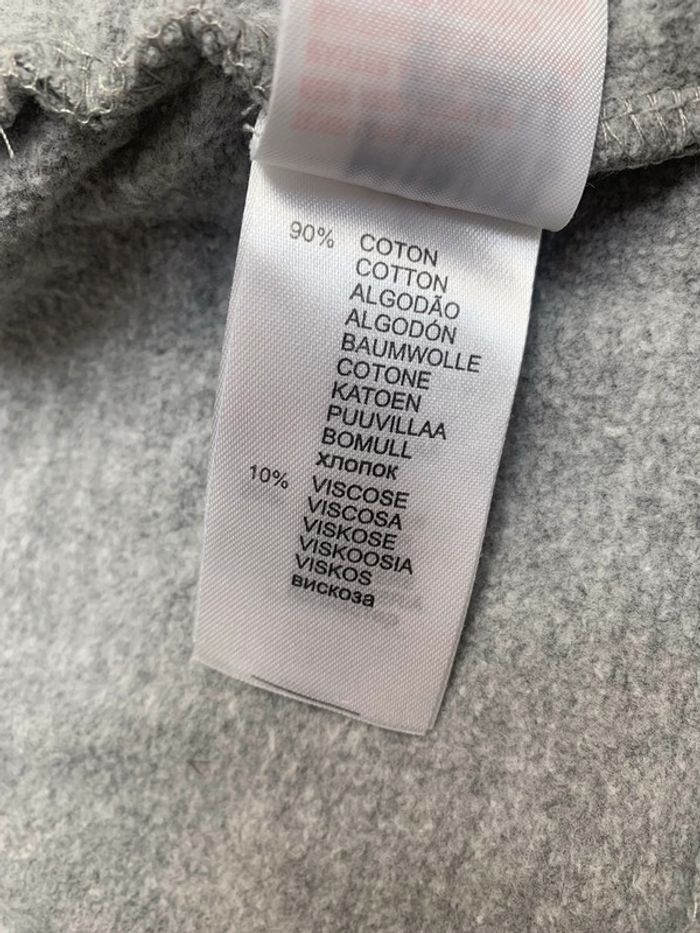 90% COTON
COTTON
ALGODÃO
ALGODÓN
BAUMWOLLE
COTONE
KATOEN
PUUVILLAA
BOMULL
хлопок
10% VISCOSE
VISCOSA
VISKOSE
VISKOOSIA
VISKOS
вискоза